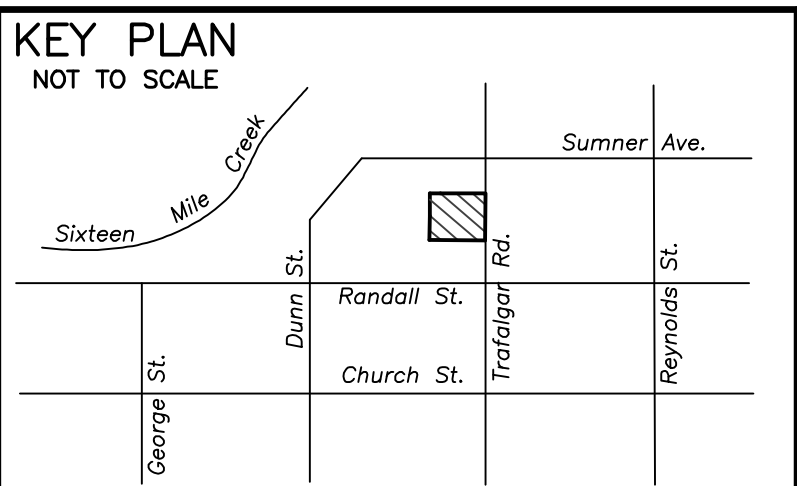 KEY PLAN
NOT TO SCALE
Sixteen Mile Creek
Sumner Ave.
Dunn St.
Randall St.
Trafalgar Rd.
Reynolds St.
Church St.
George St.